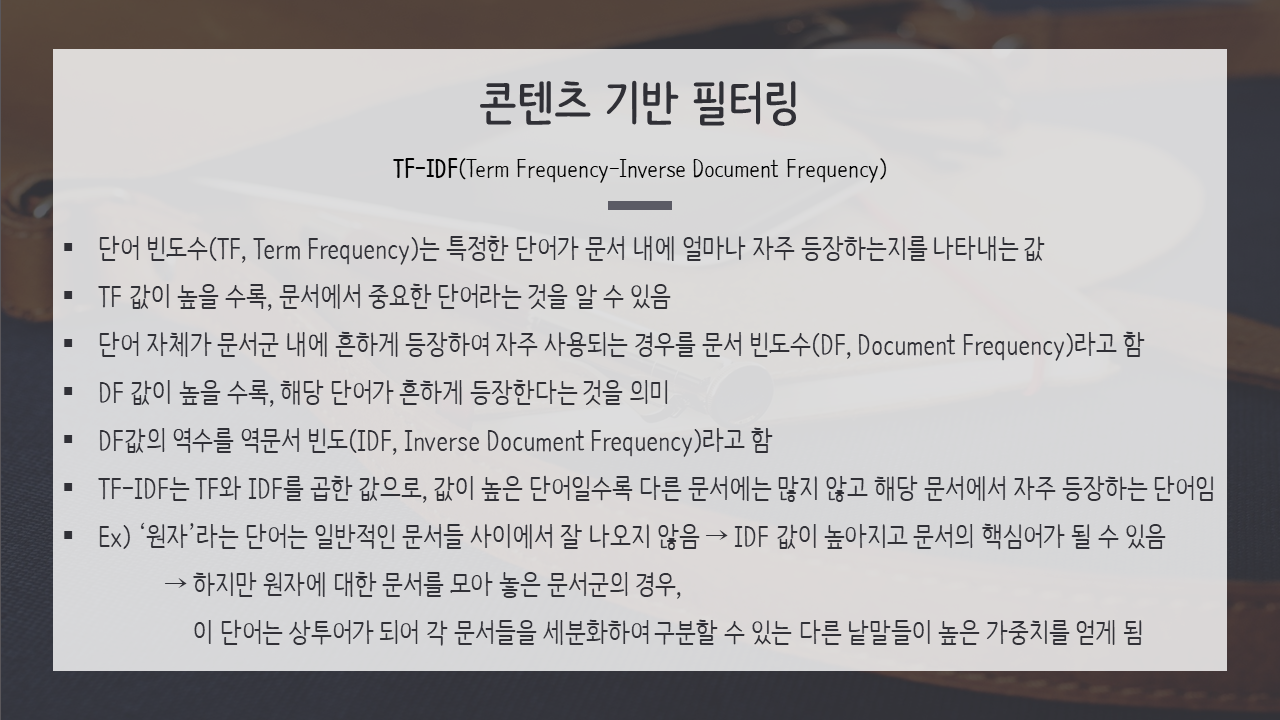 콘텐츠 기반 필터링
TF-IDF(Term Frequency-Inverse Document Frequency)
▪ 단어 빈도수(TF, Term Frequency)는 특정한 단어가 문서 내에 얼마나 자주 등장하는지를 나타내는 값
▪ TF 값이 높을 수록, 문서에서 중요한 단어라는 것을 알 수 있음
▪ 단어 자체가 문서군 내에 흔하게 등장하여 자주 사용되는 경우를 문서 빈도수(DF, Document Frequency)라고 함
▪ DF 값이 높을 수록, 해당 단어가 흔하게 등장한다는 것을 의미
▪ DF값의 역수를 역문서 빈도(IDF, Inverse Document Frequency)라고 함
▪ TF-IDF는 TF와 IDF를 곱한 값으로, 값이 높은 단어일수록 다른 문서에는 많지 않고 해당 문서에서 자주 등장하는 단어임
▪ Ex) ‘원자’라는 단어는 일반적인 문서들 사이에서 잘 나오지 않음 → IDF 값이 높아지고 문서의 핵심어가 될 수 있음
→ 하지만 원자에 대한 문서를 모아 놓은 문서군의 경우,
이 단어는 상투어가 되어 각 문서들을 세분화하여 구분할 수 있는 다른 낱말들이 높은 가중치를 얻게 됨